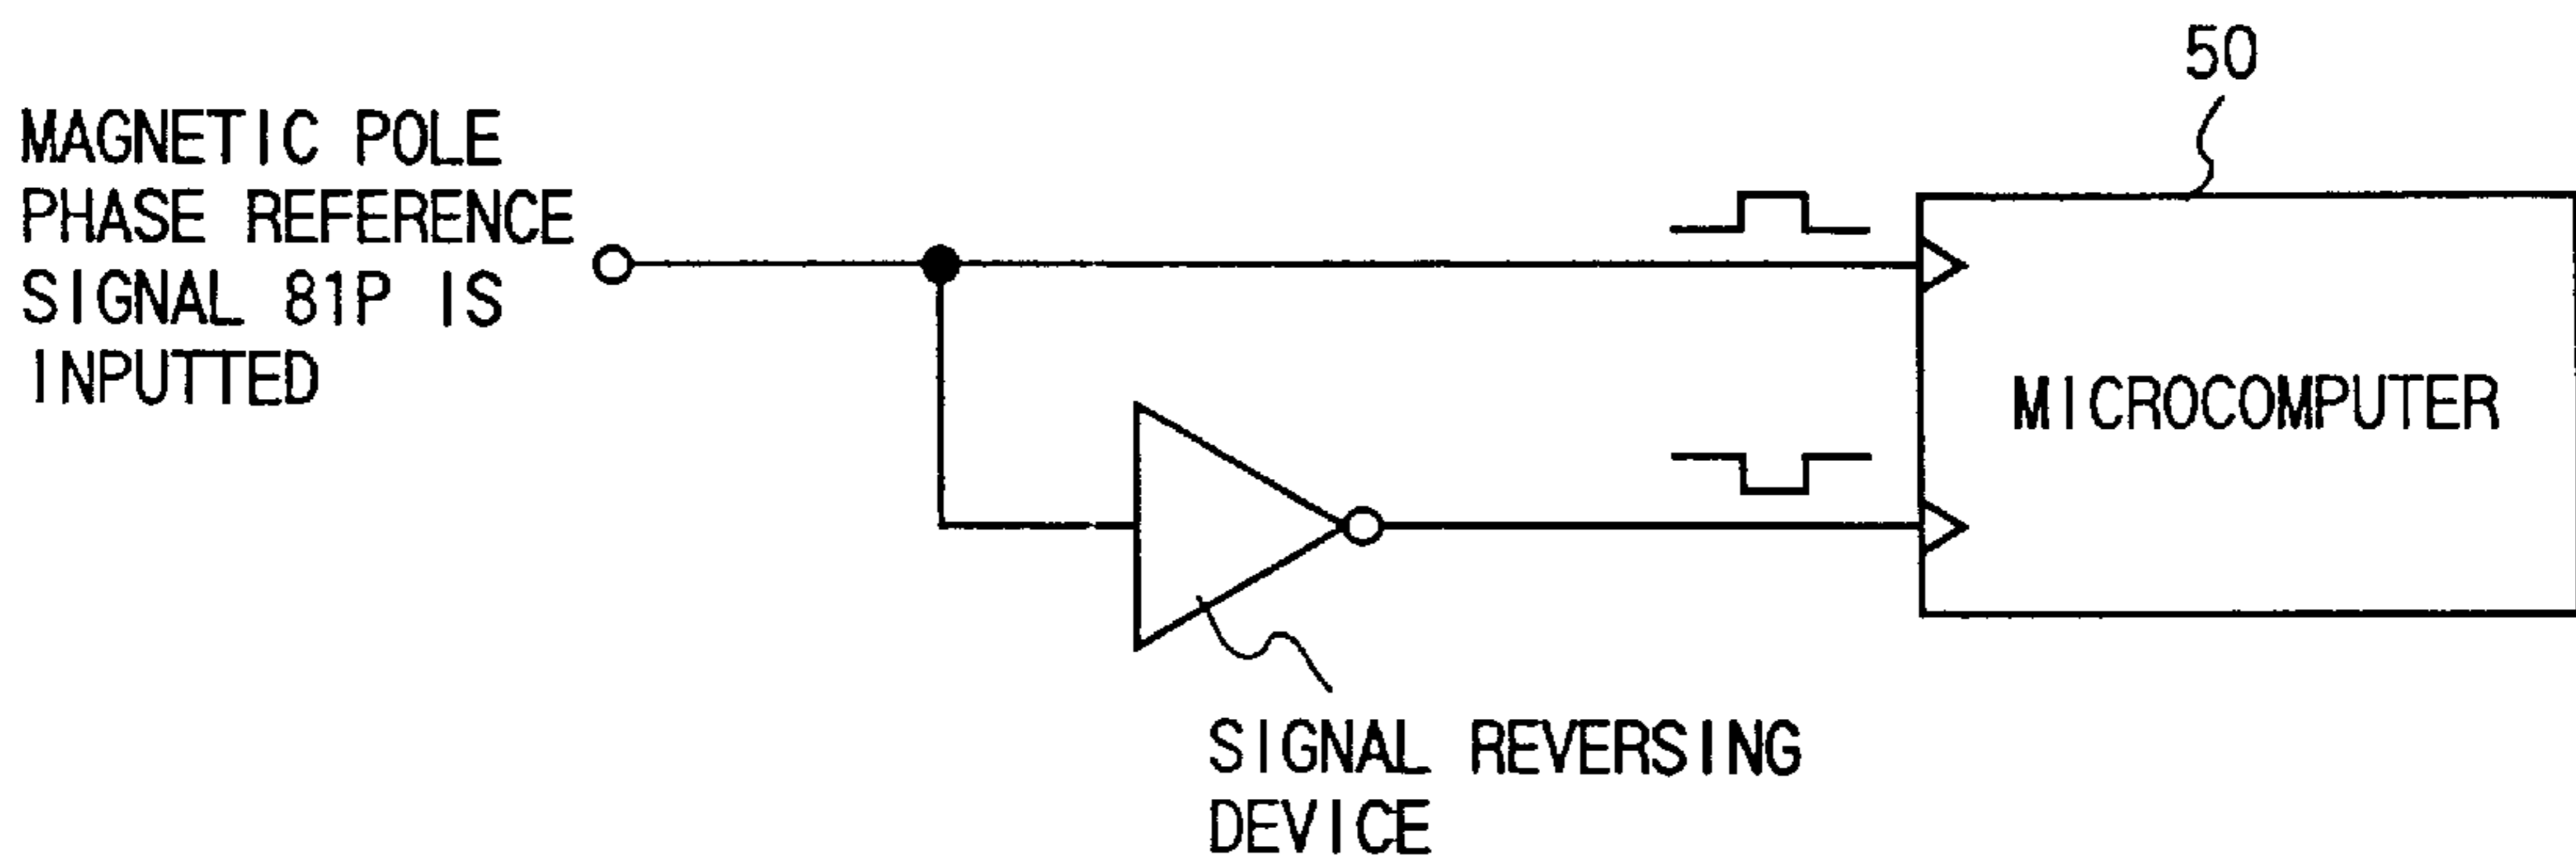 50
MAGNETIC POLE
PHASE REFERENCE
SIGNAL 81P IS
INPUTTED
MICROCOMPUTER
SIGNAL REVERSING
DEVICE